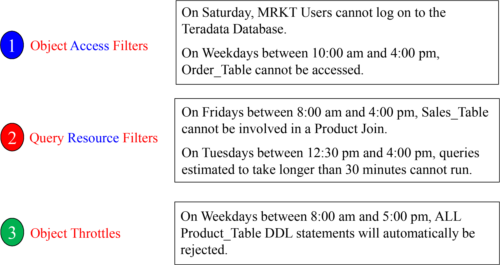 On Saturday, MRKT Users cannot log on to the
Teradata Database.
1 Object Access Filters
On Weekdays between 10:00 am and 4:00 pm,
Order_Table cannot be accessed.
On Fridays between 8:00 am and 4:00 pm, Sales_Table
cannot be involved in a Product Join.
2 Query Resource Filters
On Tuesdays between 12:30 pm and 4:00 pm, queries
estimated to take longer than 30 minutes cannot run.
On Weekdays between 8:00 am and 5:00 pm, ALL
3 Object Throttles
Product_Table DDL statements will automatically be
rejected.